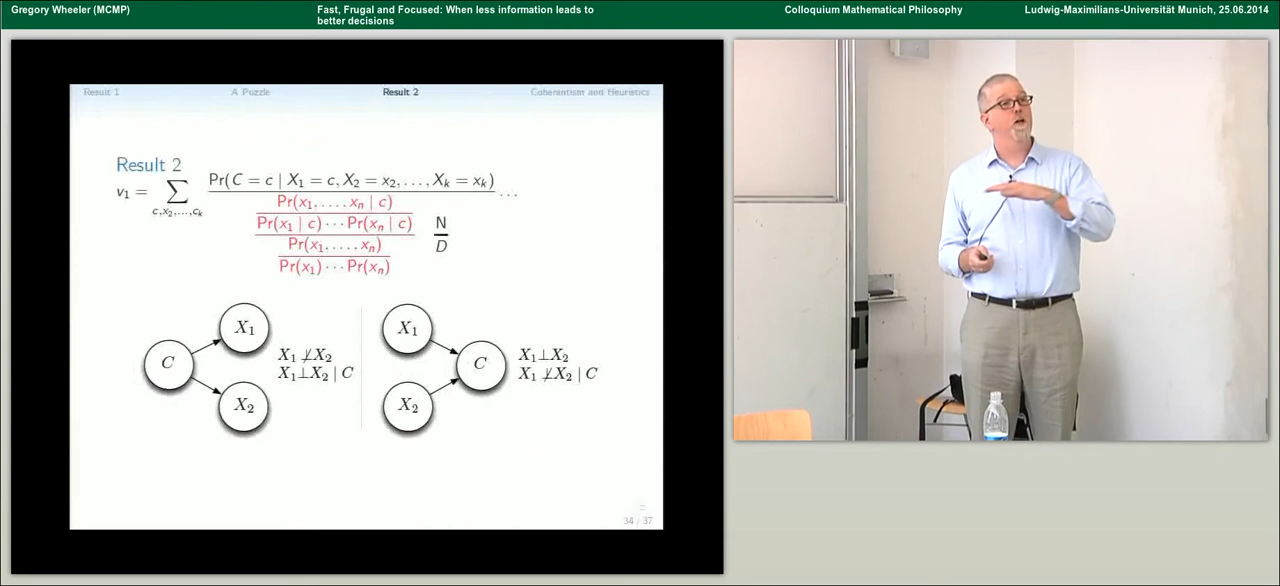 Gregory Wheeler (MCMP)
Fast, Frugal and Focused: When less information leads to
better decisions
Colloquium Mathematical Philosophy
Ludwig-Maximilians-Universität Munich, 25.06.2014
Result 1 A Puzzle Result 2 Coherentism and Heuristics
Result 2
v₁ = ∑ Pr(C = c | X₁ = c, X₂ = x₂, . . . , Xₖ = xₖ) . . .
c,x₂,...,cₖ
Pr(x₁. . . . . xₙ | c)
Pr(x₁ | c) · · · Pr(xₙ | c)
N
Pr(x₁. . . . . xₙ)
D
Pr(x₁) · · · Pr(xₙ)
X₁
X₁
C
X₁ ⊥̸ X₂
X₁⊥X₂ | C
C
X₁⊥X₂
X₁ ⊥̸ X₂ | C
X₂
X₂
34 / 37